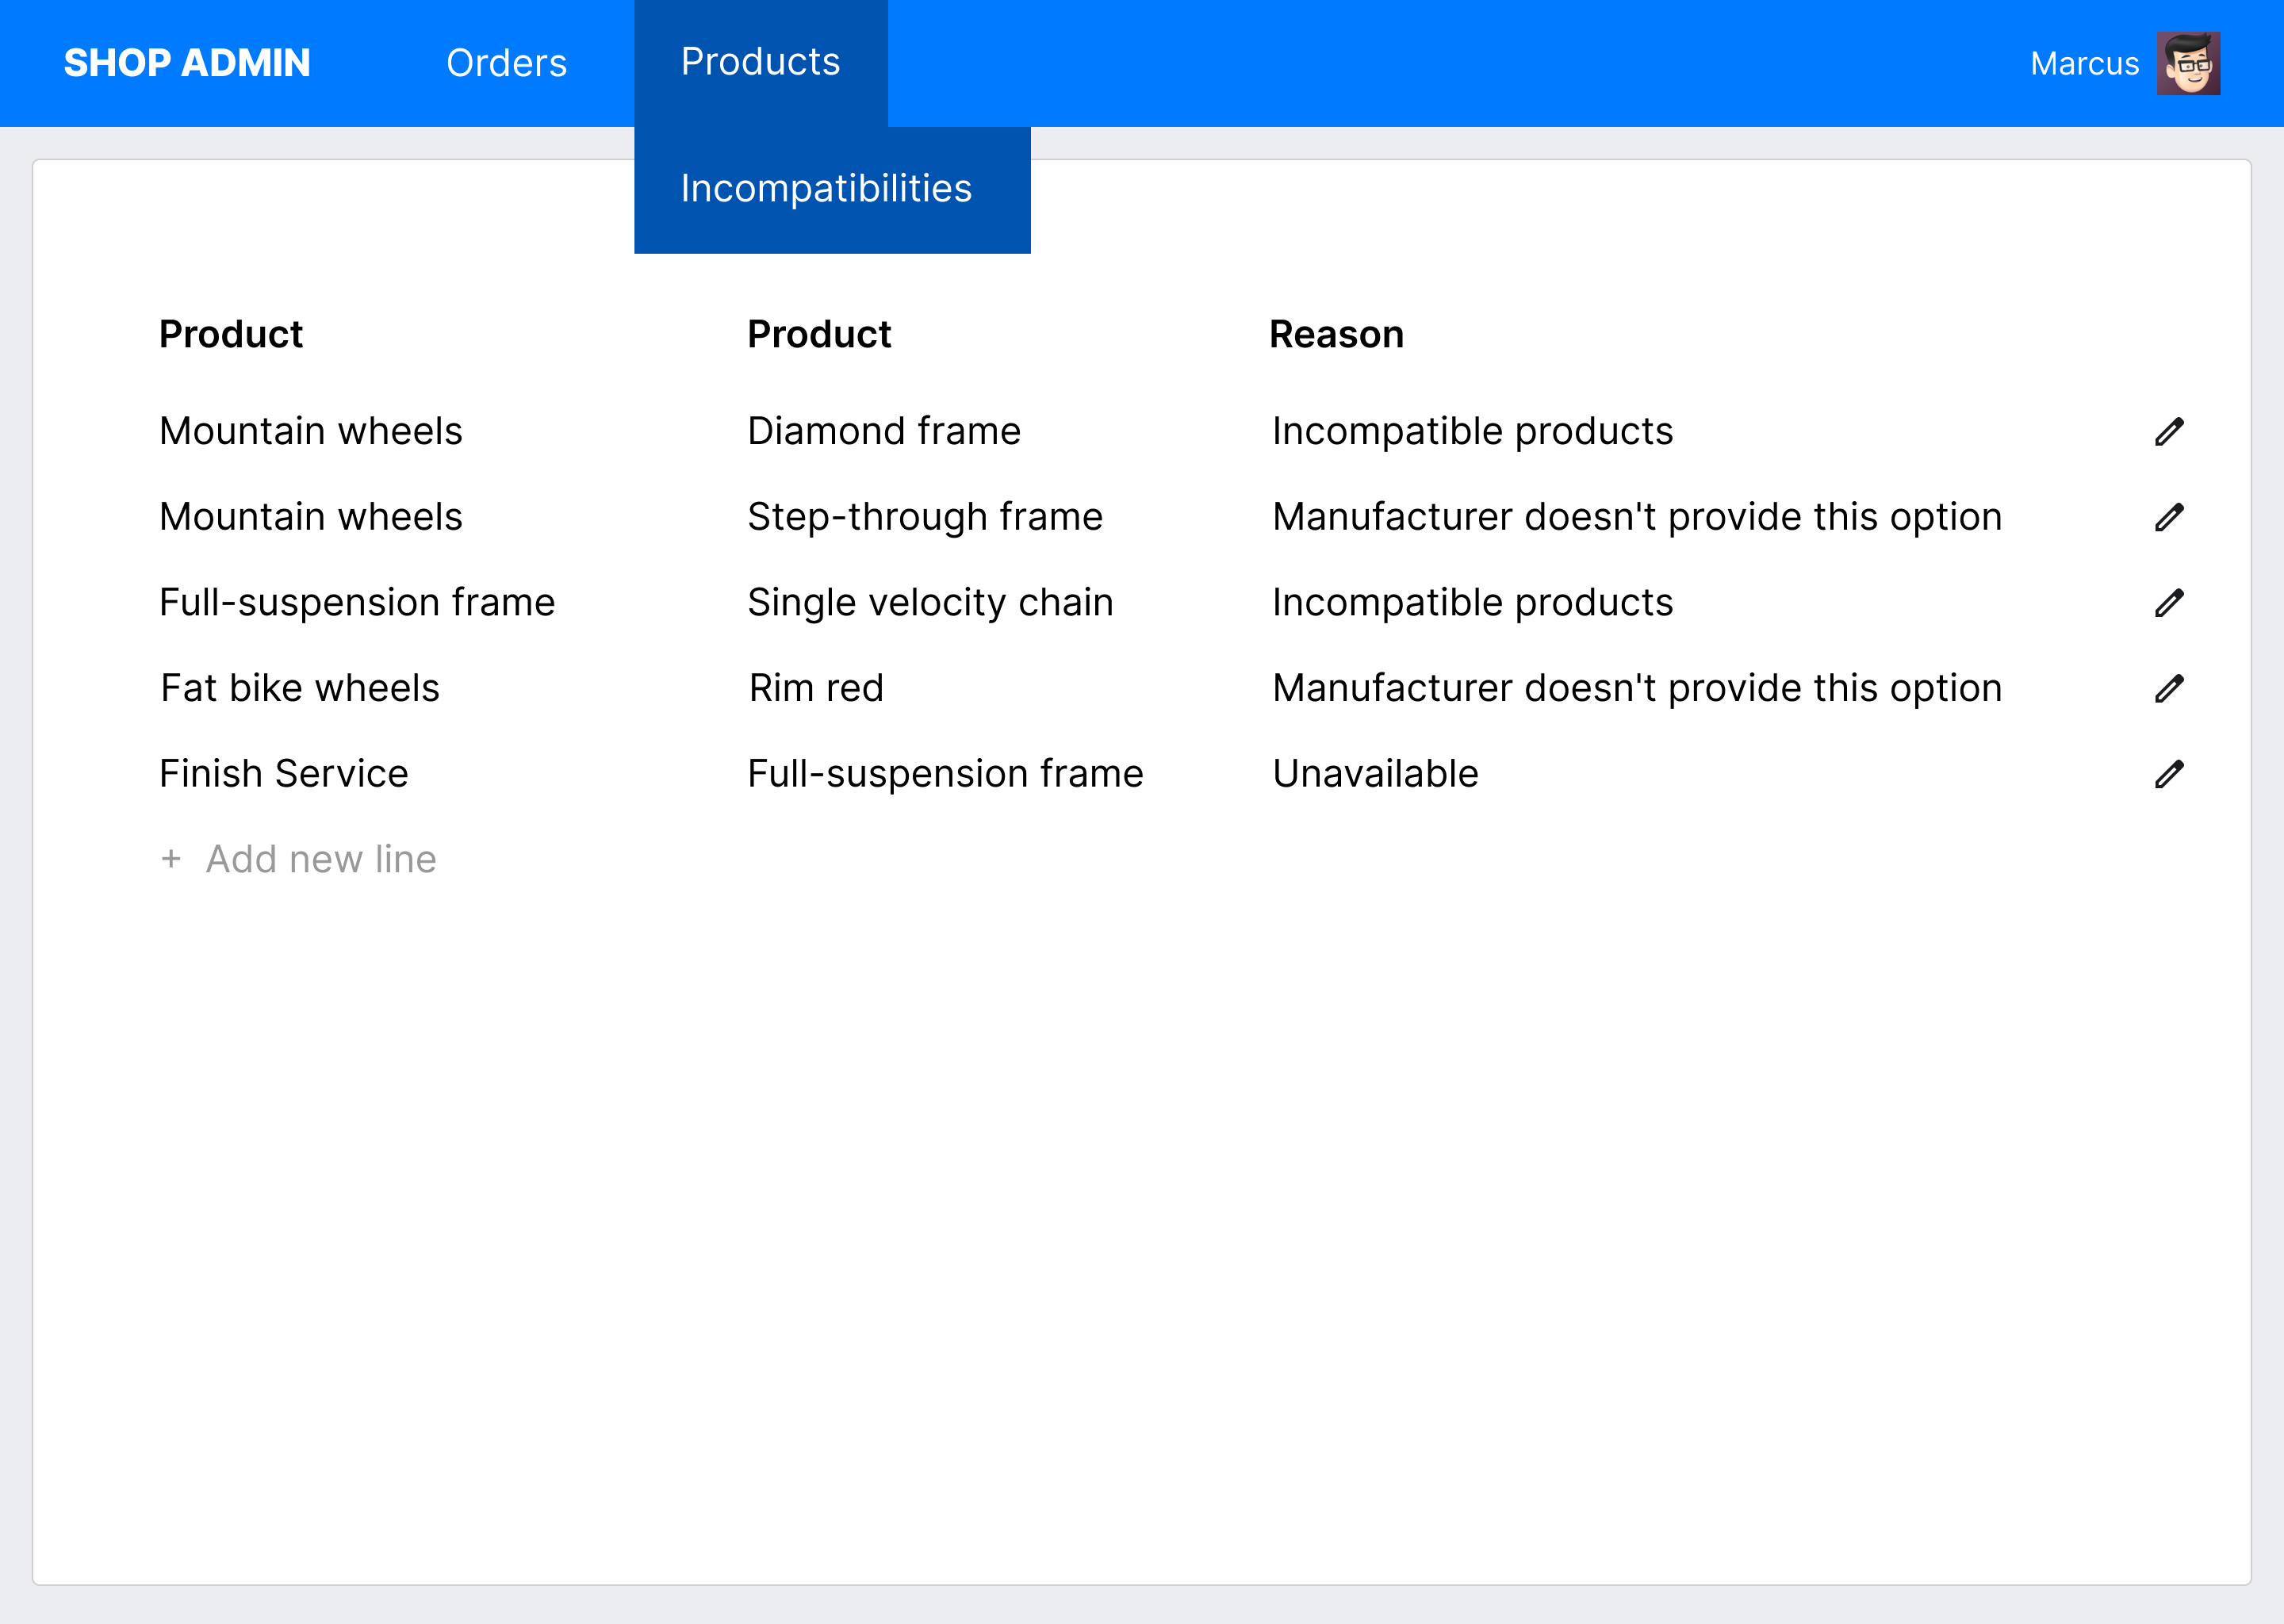 SHOP ADMIN Orders Products Marcus
Incompatibilities
Product Product Reason
Mountain wheels Diamond frame Incompatible products
Mountain wheels Step-through frame Manufacturer doesn't provide this option
Full-suspension frame Single velocity chain Incompatible products
Fat bike wheels Rim red Manufacturer doesn't provide this option
Finish Service Full-suspension frame Unavailable
+ Add new line